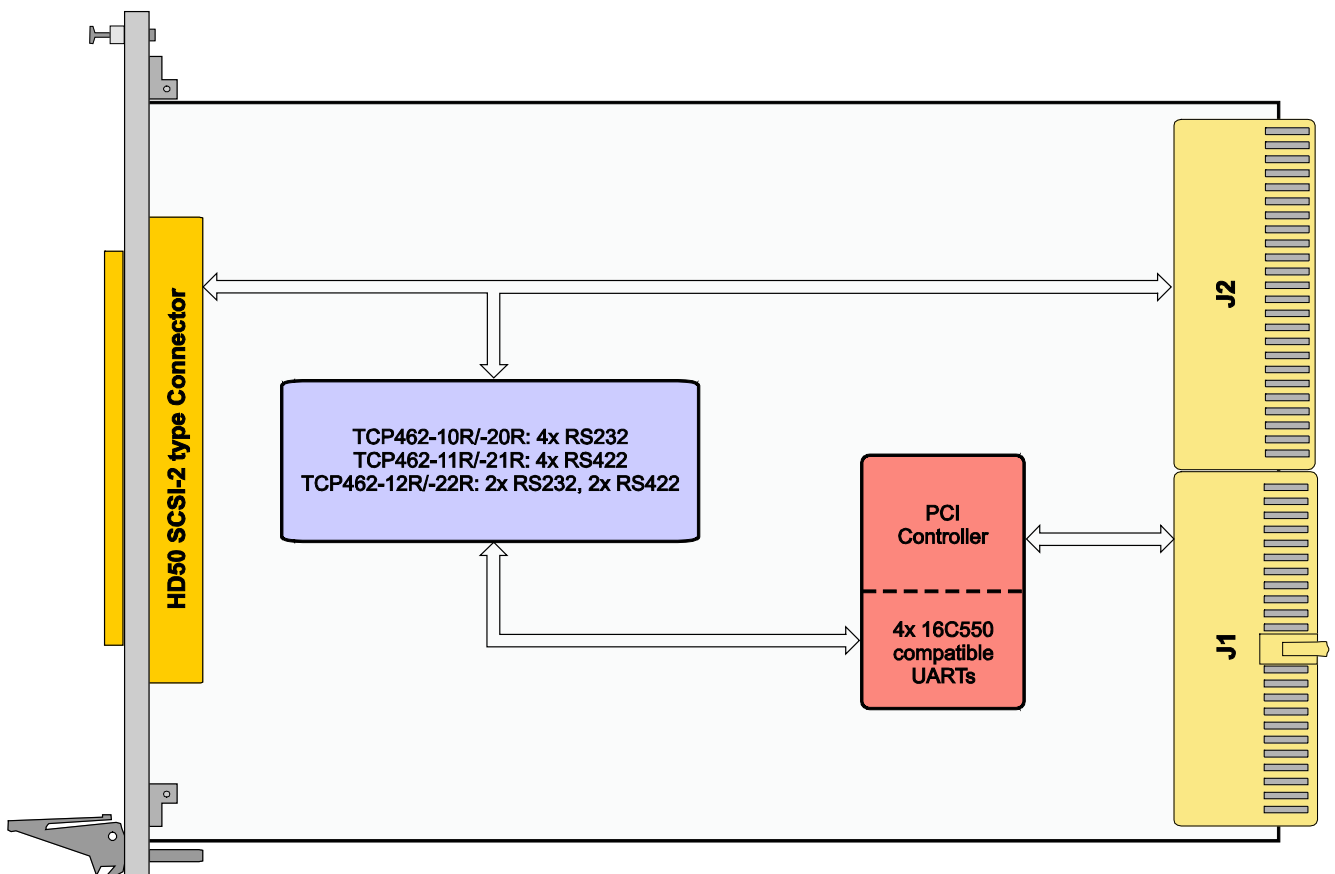 HD50 SCSI-2 type Connector
J2
TCP462-10R/-20R: 4x RS232
TCP462-11R/-21R: 4x RS422
TCP462-12R/-22R: 2x RS232, 2x RS422
PCI
Controller
4x 16C550
compatible
UARTs
J1